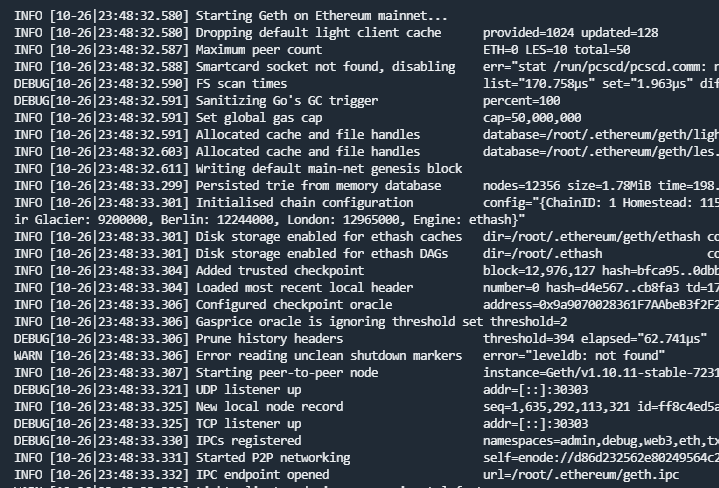 INFO [10-26|23:48:32.580] Starting Geth on Ethereum mainnet...
INFO [10-26|23:48:32.580] Dropping default light client cache provided=1024 updated=128
INFO [10-26|23:48:32.587] Maximum peer count ETH=0 LES=10 total=50
INFO [10-26|23:48:32.588] Smartcard socket not found, disabling err="stat /run/pcscd/pcscd.comm: n
DEBUG[10-26|23:48:32.590] FS scan times list="170.758µs" set="1.963µs" dif
DEBUG[10-26|23:48:32.591] Sanitizing Go's GC trigger percent=100
INFO [10-26|23:48:32.591] Set global gas cap cap=50,000,000
INFO [10-26|23:48:32.591] Allocated cache and file handles database=/root/.ethereum/geth/ligh
INFO [10-26|23:48:32.603] Allocated cache and file handles database=/root/.ethereum/geth/les.
INFO [10-26|23:48:32.611] Writing default main-net genesis block
INFO [10-26|23:48:33.299] Persisted trie from memory database nodes=12356 size=1.78MiB time=198.
INFO [10-26|23:48:33.301] Initialised chain configuration config="{ChainID: 1 Homestead: 115
ir Glacier: 9200000, Berlin: 12244000, London: 12965000, Engine: ethash}"
INFO [10-26|23:48:33.301] Disk storage enabled for ethash caches dir=/root/.ethereum/geth/ethash co
INFO [10-26|23:48:33.301] Disk storage enabled for ethash DAGs dir=/root/.ethash co
INFO [10-26|23:48:33.304] Added trusted checkpoint block=12,976,127 hash=bfca95..0dbb
INFO [10-26|23:48:33.304] Loaded most recent local header number=0 hash=d4e567..cb8fa3 td=17
INFO [10-26|23:48:33.306] Configured checkpoint oracle address=0x9a9070028361F7AAbeB3f2F2
INFO [10-26|23:48:33.306] Gasprice oracle is ignoring threshold set threshold=2
DEBUG[10-26|23:48:33.306] Prune history headers threshold=394 elapsed="62.741µs"
WARN [10-26|23:48:33.306] Error reading unclean shutdown markers error="leveldb: not found"
INFO [10-26|23:48:33.307] Starting peer-to-peer node instance=Geth/v1.10.11-stable-7231
DEBUG[10-26|23:48:33.321] UDP listener up addr=[::]:30303
INFO [10-26|23:48:33.325] New local node record seq=1,635,292,113,321 id=ff8c4ed5a
DEBUG[10-26|23:48:33.325] TCP listener up addr=[::]:30303
DEBUG[10-26|23:48:33.330] IPCs registered namespaces=admin,debug,web3,eth,tx
INFO [10-26|23:48:33.331] Started P2P networking self=enode://d86d232562e80249564c2
INFO [10-26|23:48:33.332] IPC endpoint opened url=/root/.ethereum/geth.ipc